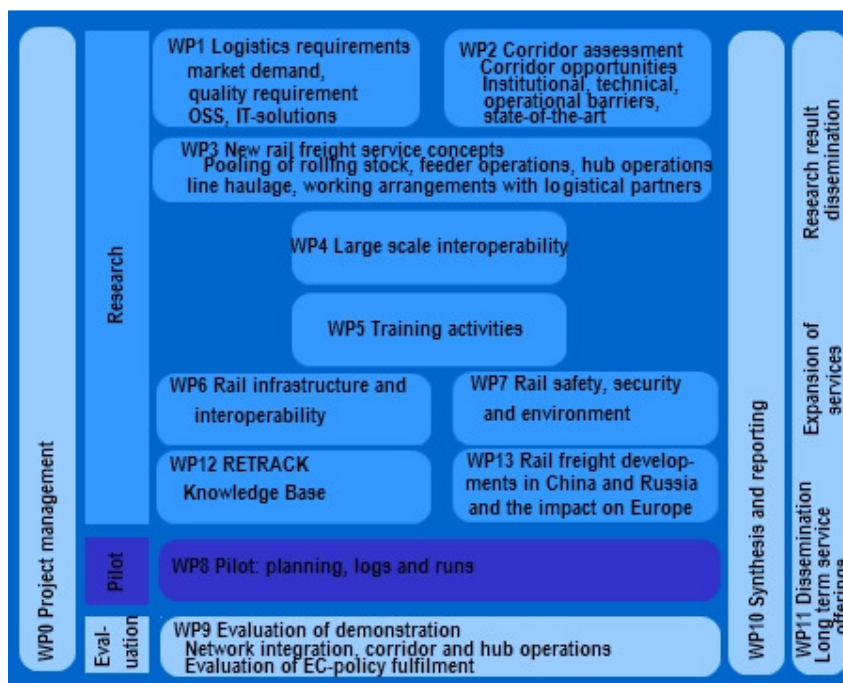 WP0 Project management
Research
WP1 Logistics requirements
market demand,
quality requirement
OSS, IT-solutions
WP2 Corridor assessment
Corridor opportunities
Institutional, technical,
operational barriers,
state-of-the-art
WP3 New rail freight service concepts
Pooling of rolling stock, feeder operations, hub operations
line haulage, working arrangements with logistical partners
WP4 Large scale interoperability
WP5 Training activities
WP6 Rail infrastructure and
interoperability
WP7 Rail safety, security
and environment
WP12 RETRACK
Knowledge Base
WP13 Rail freight develop-
ments in China and Russia
and the impact on Europe
Pilot
WP8 Pilot: planning, logs and runs
Eval-
uation
WP9 Evaluation of demonstration
Network integration, corridor and hub operations
Evaluation of EC-policy fulfilment
WP10 Synthesis and reporting
WP11 Dissemination
Long term service
offerings
Expansion of
services
Research result
dissemination